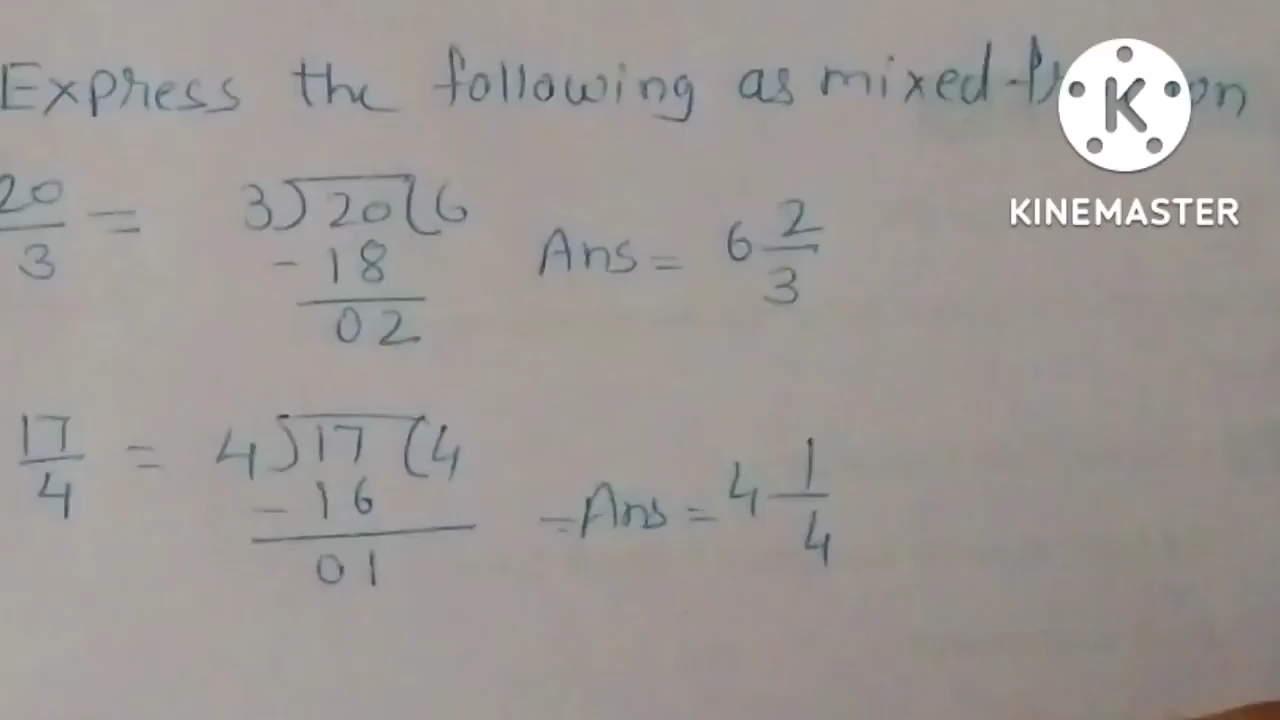 Express the following as mixed
20/3 = 3)20(6 Ans = 6 2/3
- 18
02
17/4 = 4)17(4 = Ans = 4 1/4
- 16
01
K
KINEMASTER